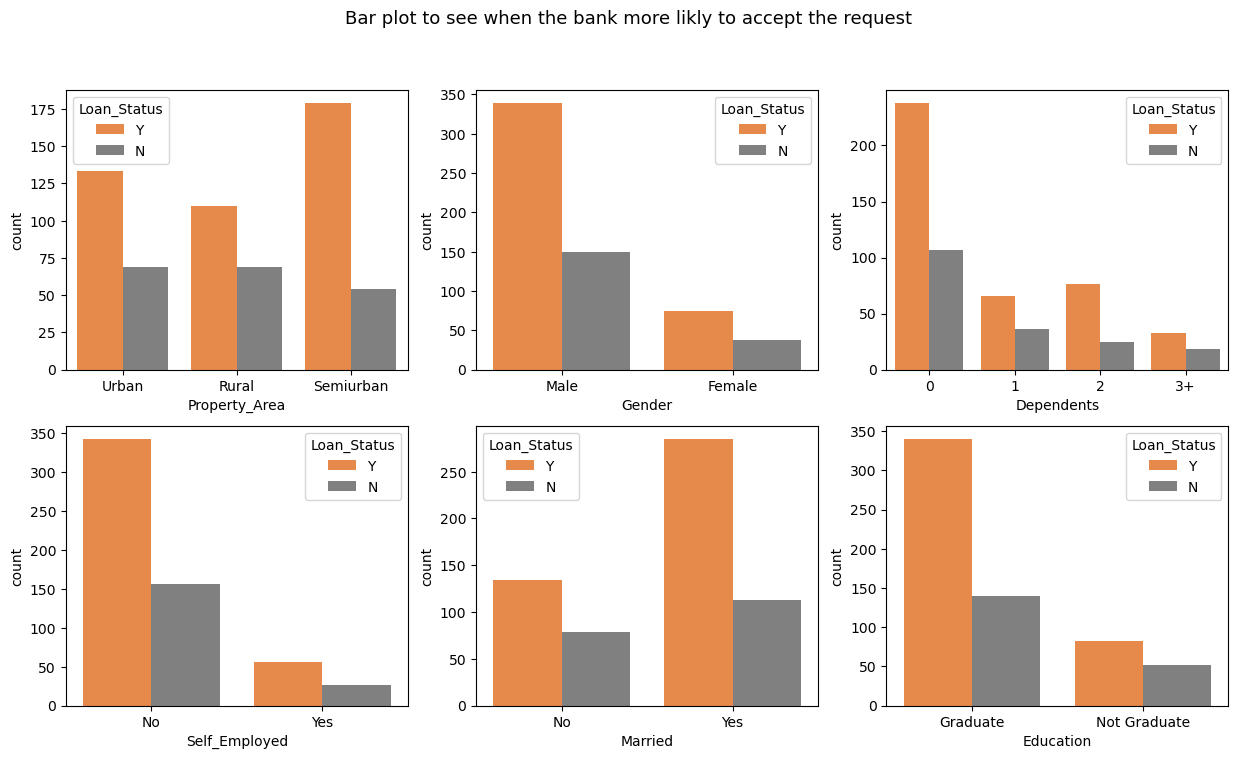 Bar plot to see when the bank more likly to accept the request
175
150
125
100
75
50
25
0
count
Loan_Status
Y
N
Urban
Rural
Semiurban
Property_Area
350
300
250
200
150
100
50
0
count
Loan_Status
Y
N
Male
Female
Gender
200
150
100
50
0
count
Loan_Status
Y
N
0
1
2
3+
Dependents
350
300
250
200
150
100
50
0
count
Loan_Status
Y
N
No
Yes
Self_Employed
250
200
150
100
50
0
count
Loan_Status
Y
N
No
Yes
Married
350
300
250
200
150
100
50
0
count
Loan_Status
Y
N
Graduate
Not Graduate
Education